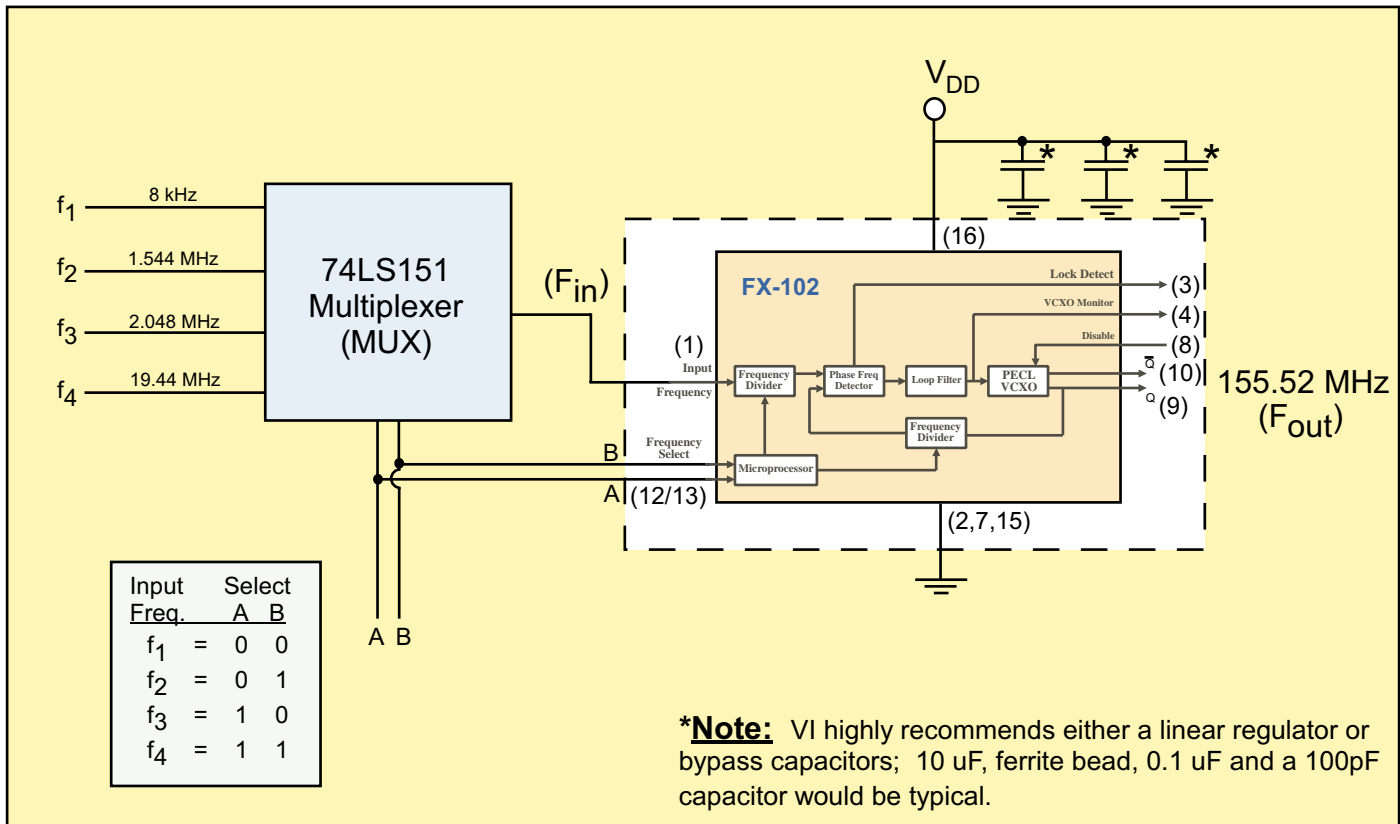 V DD
* * *
f1 8 kHz
f2 1.544 MHz
f3 2.048 MHz
f4 19.44 MHz
74LS151
Multiplexer
(MUX)
(Fin)
(16)
FX-102
Lock Detect
(3)
VCXO Monitor
(4)
Disable
(8)
Q̅ (10)
Q (9)
155.52 MHz
(Fout)
(1)
Input
Frequency
Frequency
Divider
Phase Freq
Detector
Loop Filter
PECL
VCXO
Frequency
Divider
Frequency
Select
Microprocessor
B
A (12/13)
(2,7,15)
A B
Input Select
Freq. A B
f1 = 0 0
f2 = 0 1
f3 = 1 0
f4 = 1 1
*Note: VI highly recommends either a linear regulator or
bypass capacitors; 10 uF, ferrite bead, 0.1 uF and a 100pF
capacitor would be typical.